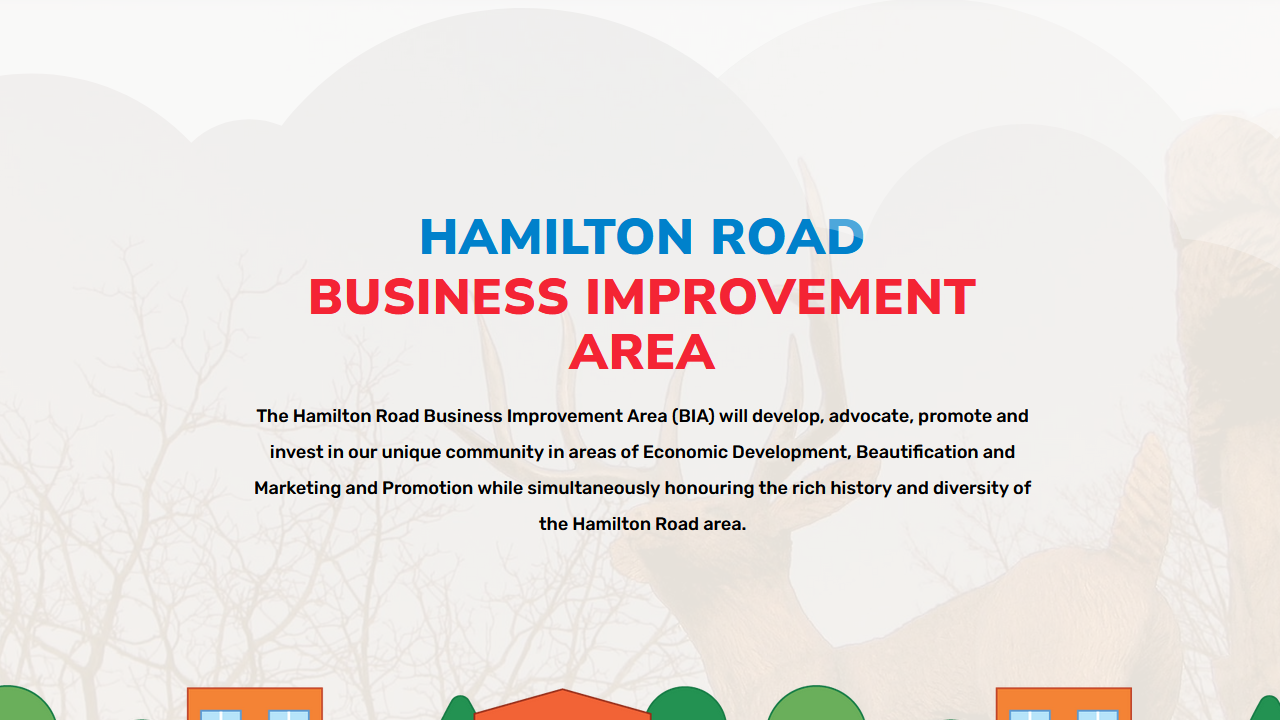 HAMILTON ROAD
BUSINESS IMPROVEMENT
AREA
The Hamilton Road Business Improvement Area (BIA) will develop, advocate, promote and
invest in our unique community in areas of Economic Development, Beautification and
Marketing and Promotion while simultaneously honouring the rich history and diversity of
the Hamilton Road area.